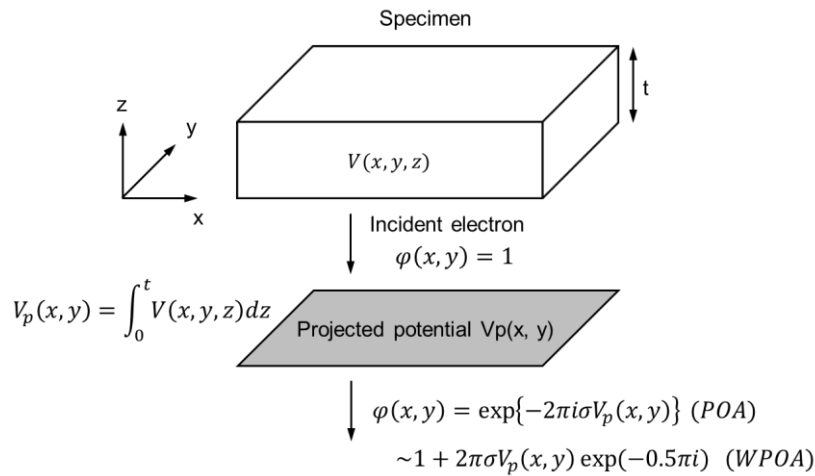 Specimen
t
z
y
x
V(x, y, z)
Incident electron
φ(x, y) = 1
V_p(x, y) = ∫_0^t V(x, y, z)dz
Projected potential Vp(x, y)
φ(x, y) = exp{−2πiσV_p(x, y)} (POA)
~1 + 2πσV_p(x, y) exp(−0.5πi) (WPOA)